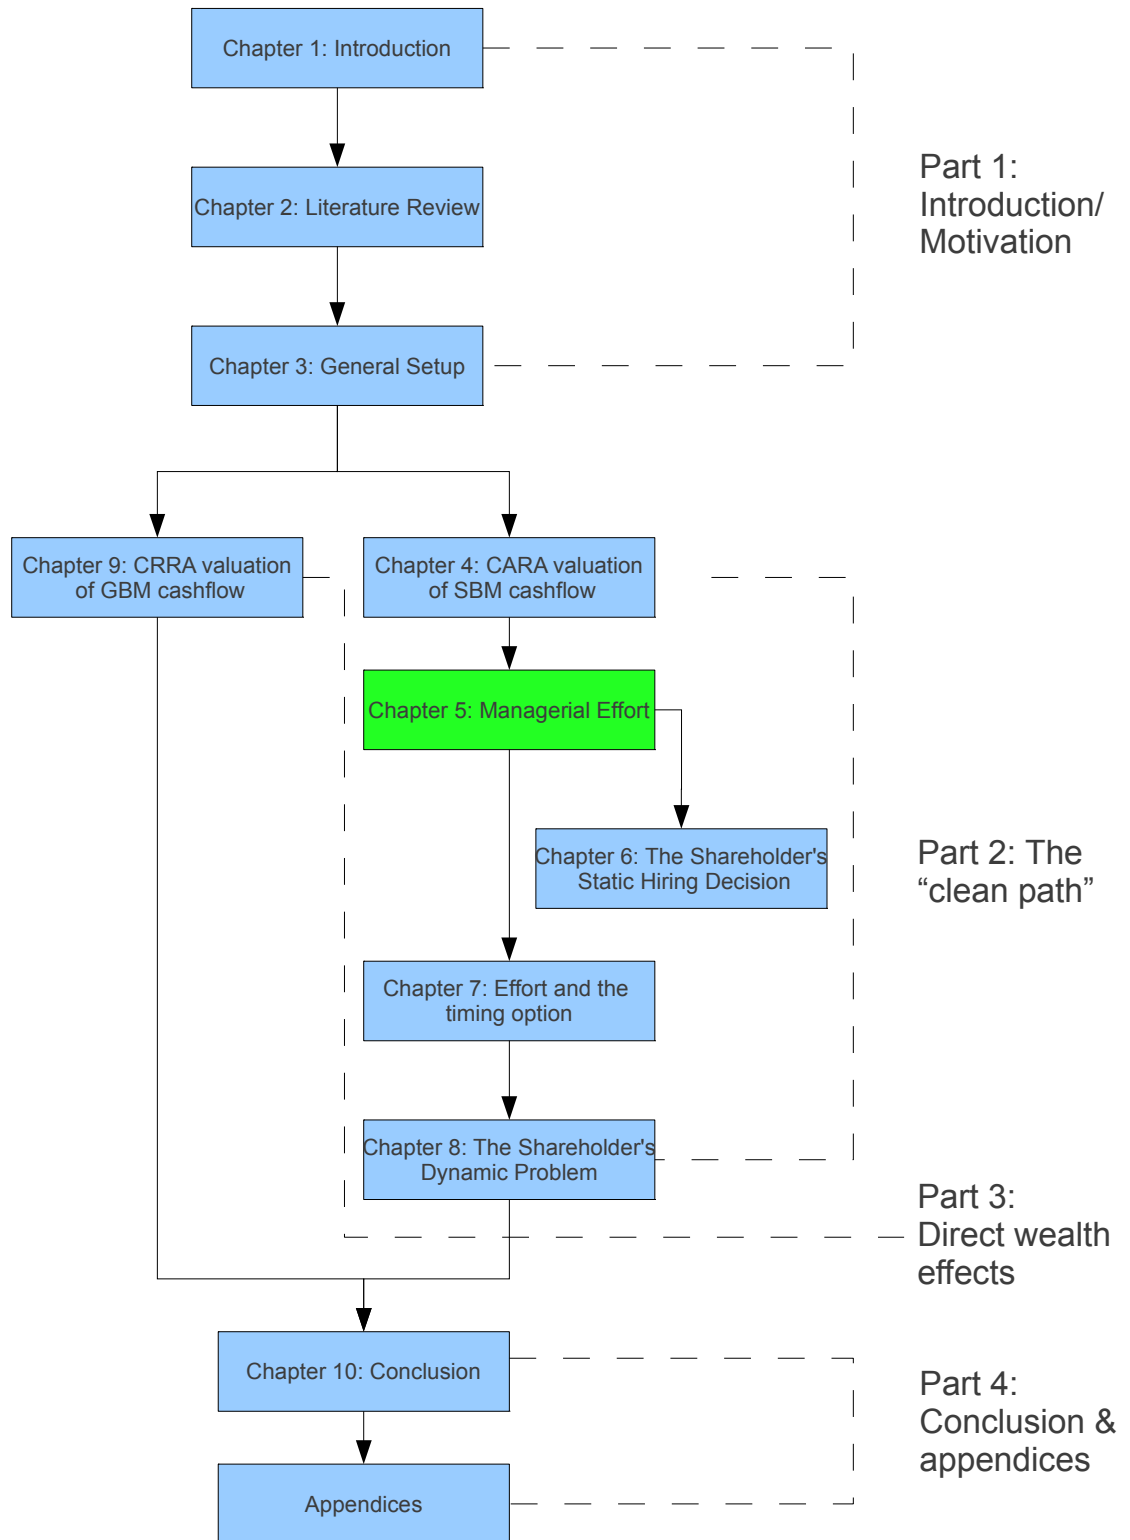 Chapter 1: Introduction
Part 1:
Introduction/
Motivation
Chapter 2: Literature Review
Chapter 3: General Setup
Chapter 9: CRRA valuation
of GBM cashflow
Chapter 4: CARA valuation
of SBM cashflow
Chapter 5: Managerial Effort
Chapter 6: The Shareholder's
Static Hiring Decision
Part 2: The
“clean path”
Chapter 7: Effort and the
timing option
Chapter 8: The Shareholder's
Dynamic Problem
Part 3:
Direct wealth
effects
Chapter 10: Conclusion
Part 4:
Conclusion &
appendices
Appendices